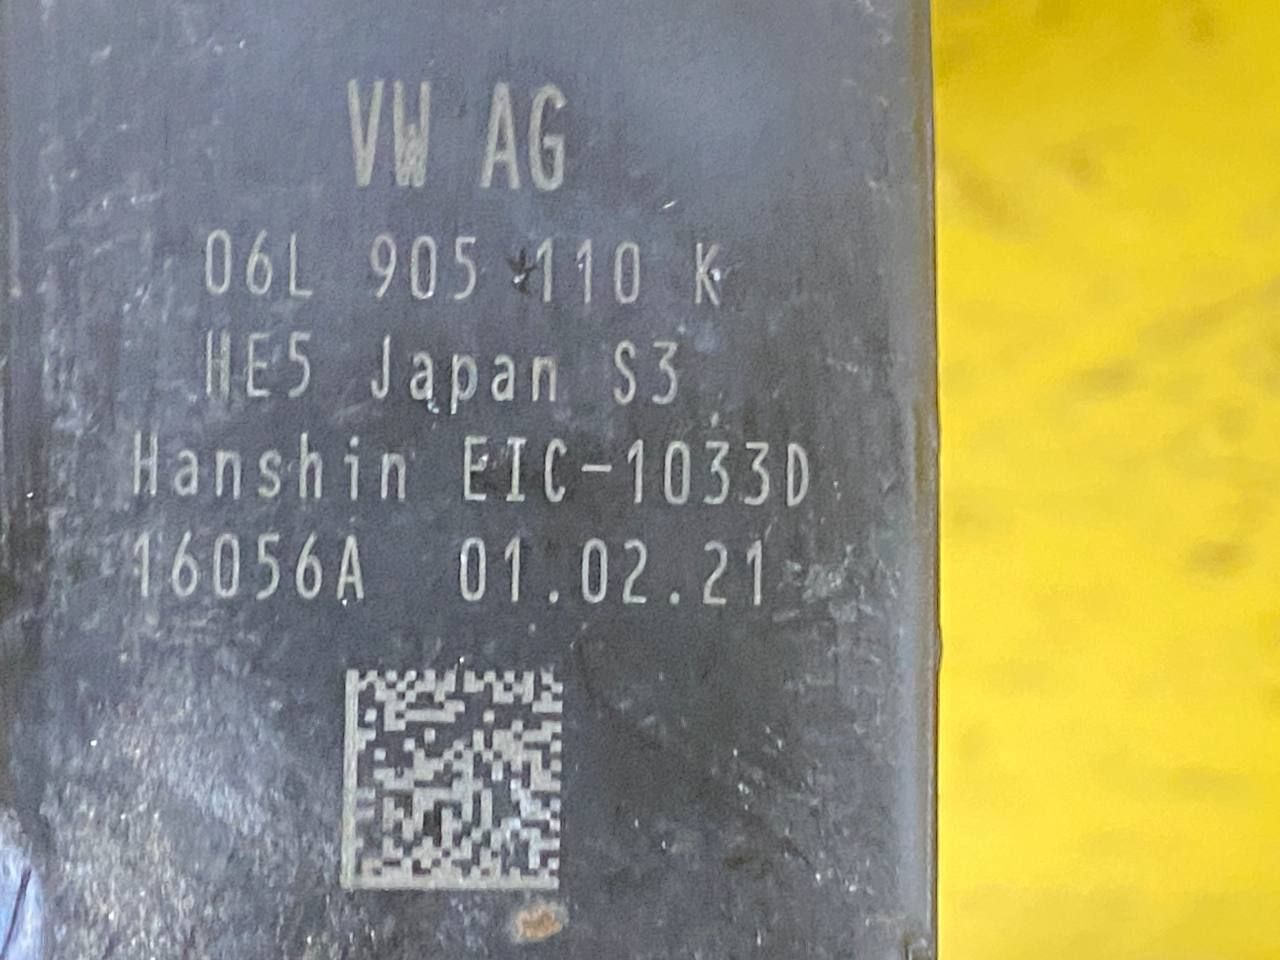 VW AG
06L 905 110 K
HE5 Japan S3
Hanshin EIC-1033D
16056A 01.02.21